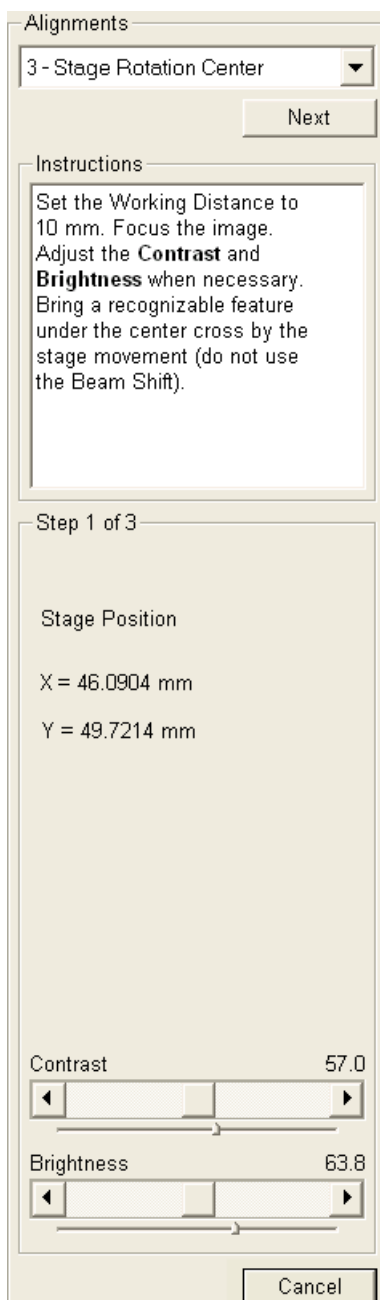 Alignments
3 - Stage Rotation Center
Next
Instructions
Set the Working Distance to
10 mm. Focus the image.
Adjust the Contrast and
Brightness when necessary.
Bring a recognizable feature
under the center cross by the
stage movement (do not use
the Beam Shift).
Step 1 of 3
Stage Position
X = 46.0904 mm
Y = 49.7214 mm
Contrast 57.0
Brightness 63.8
Cancel